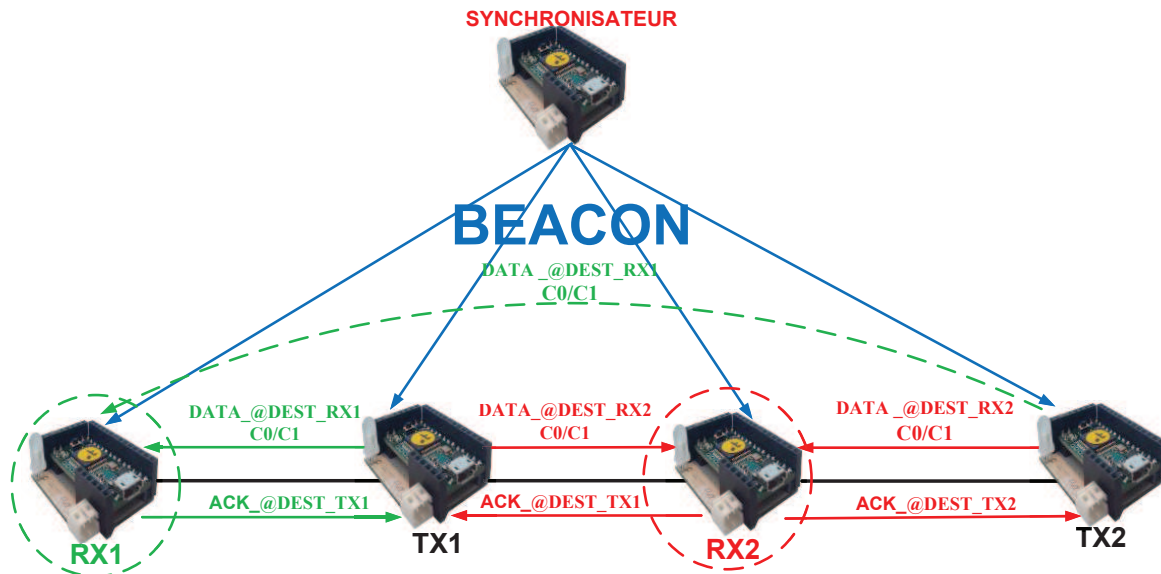 SYNCHRONISATEUR
BEACON
DATA _@DEST_RX1
C0/C1
DATA_@DEST_RX1
C0/C1
DATA_@DEST_RX2
C0/C1
DATA_@DEST_RX2
C0/C1
ACK_@DEST_TX1
ACK_@DEST_TX1
ACK_@DEST_TX2
RX1
TX1
RX2
TX2